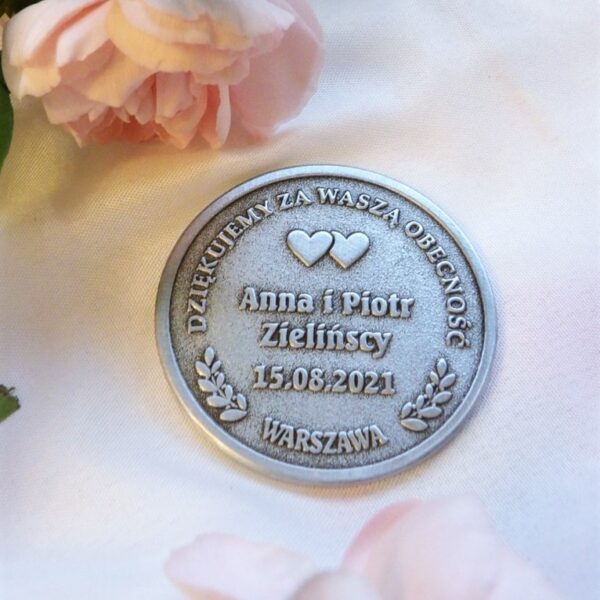 DZIĘKUJEMY ZA WASZĄ OBECNOŚĆ
Anna i Piotr
Zielińscy
15.08.2021
WARSZAWA